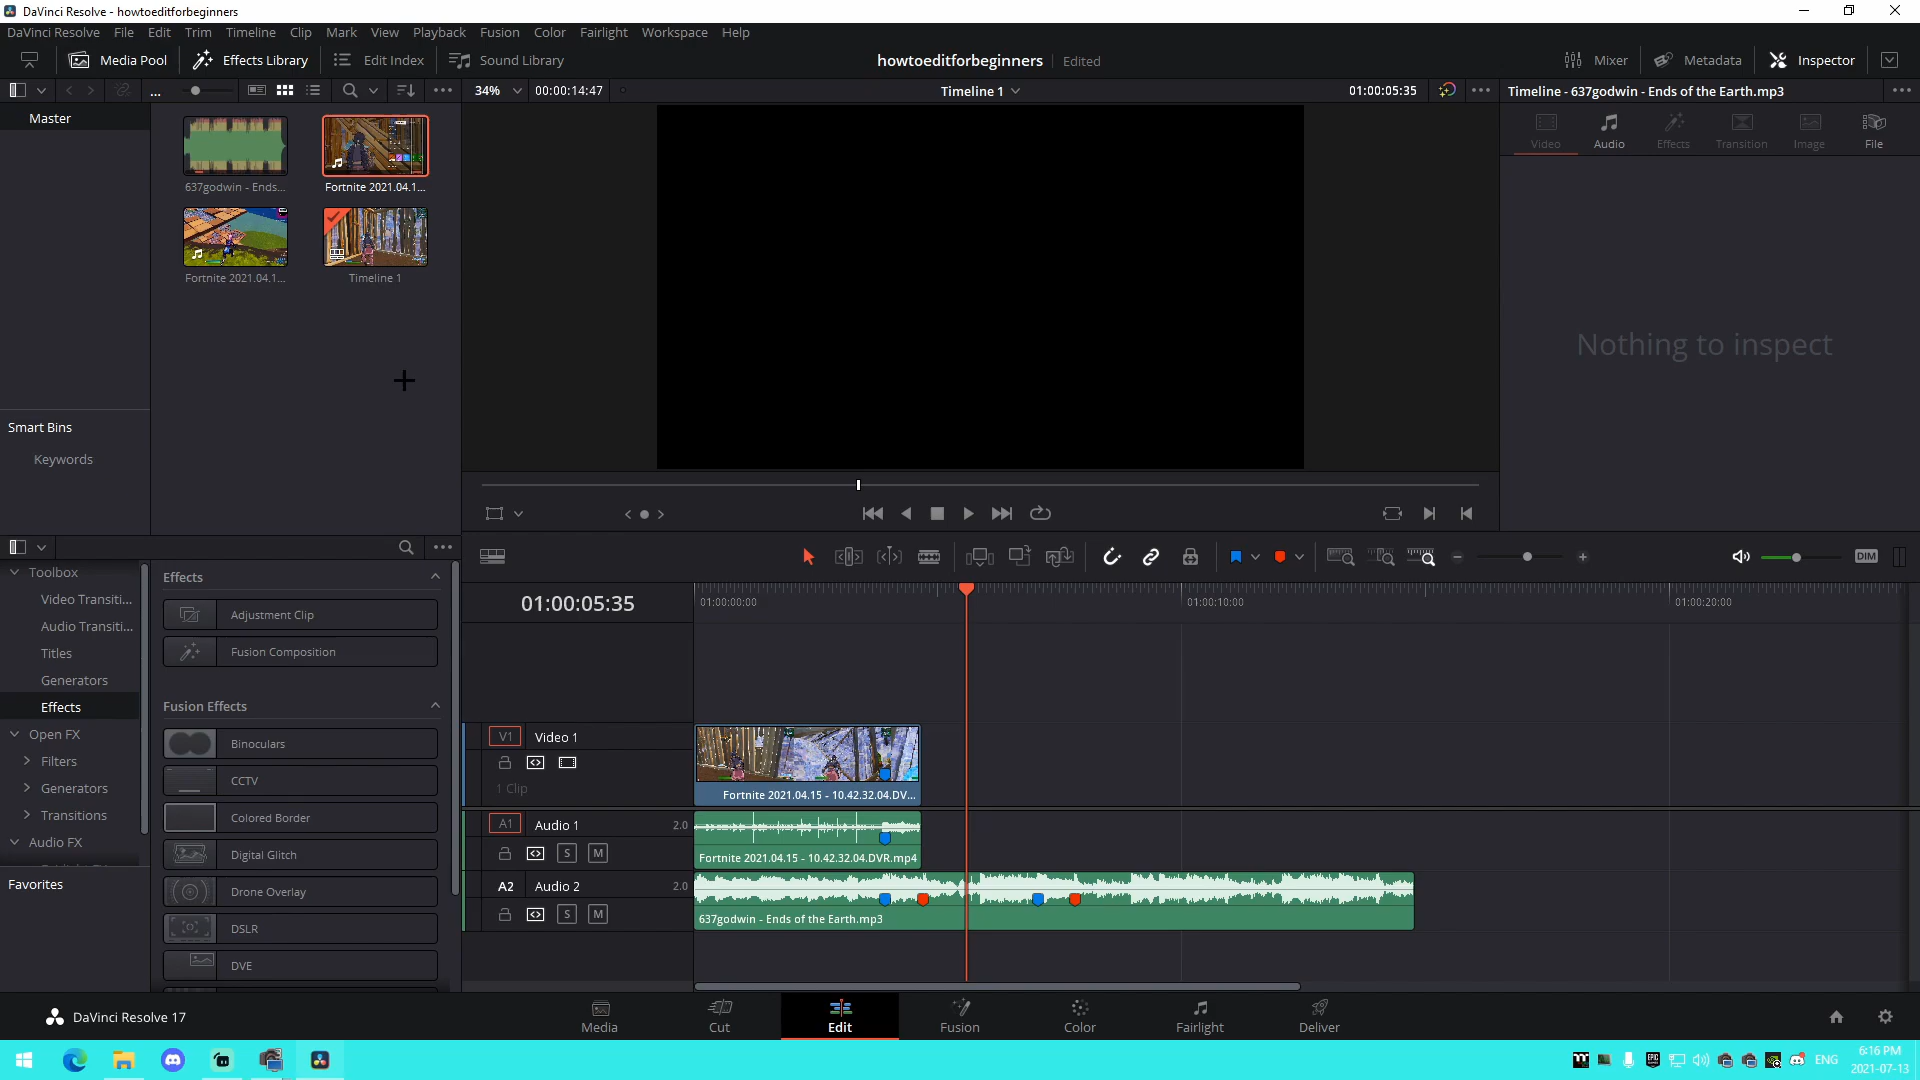 DaVinci Resolve - howtoeditforbeginners
DaVinci Resolve File Edit Trim Timeline Clip Mark View Playback Fusion Color Fairlight Workspace Help
Media Pool Effects Library Edit Index Sound Library howtoeditforbeginners Edited Mixer Metadata Inspector
... 34% 00:00:14:47 Timeline 1 01:00:05:35 Timeline - 637godwin - Ends of the Earth.mp3
Master
Video Audio Effects Transition Image File
637godwin - Ends... Fortnite 2021.04.1...
Fortnite 2021.04.1... Timeline 1
Nothing to inspect
Smart Bins
Keywords
DIM
Toolbox
Video Transiti...
Audio Transiti...
Titles
Generators
Effects
Open FX
Filters
Generators
Transitions
Audio FX
Favorites
Effects
Adjustment Clip
Fusion Composition
Fusion Effects
Binoculars
CCTV
Colored Border
Digital Glitch
Drone Overlay
DSLR
DVE
01:00:05:35 01:00:00:00 01:00:10:00 01:00:20:00
V1 Video 1
1 Clip
Fortnite 2021.04.15 - 10.42.32.04.DV...
A1 Audio 1 2.0
S M
Fortnite 2021.04.15 - 10.42.32.04.DVR.mp4
A2 Audio 2 2.0
S M
637godwin - Ends of the Earth.mp3
DaVinci Resolve 17
Media Cut Edit Fusion Color Fairlight Deliver
ENG
6:16 PM
2021-07-13